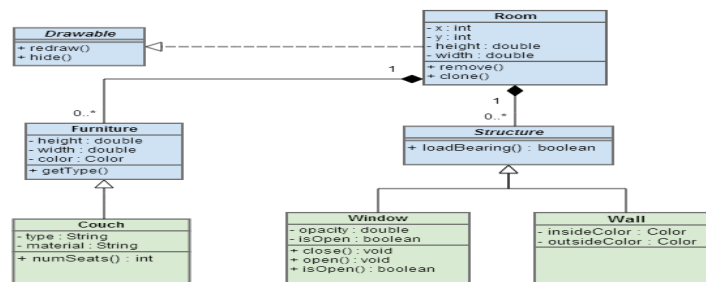 Drawable
+ redraw()
+ hide()
Room
- x : int
- y : int
- height : double
- width : double
+ remove()
+ clone()
1
0..*
1
0..*
Furniture
- height : double
- width : double
- color : Color
+ getType()
Structure
+ loadBearing() : boolean
Couch
- type : String
- material : String
+ numSeats() : int
Window
- opacity : double
- isOpen : boolean
+ close() : void
+ open() : void
+ isOpen() : boolean
Wall
- insideColor : Color
- outsideColor : Color